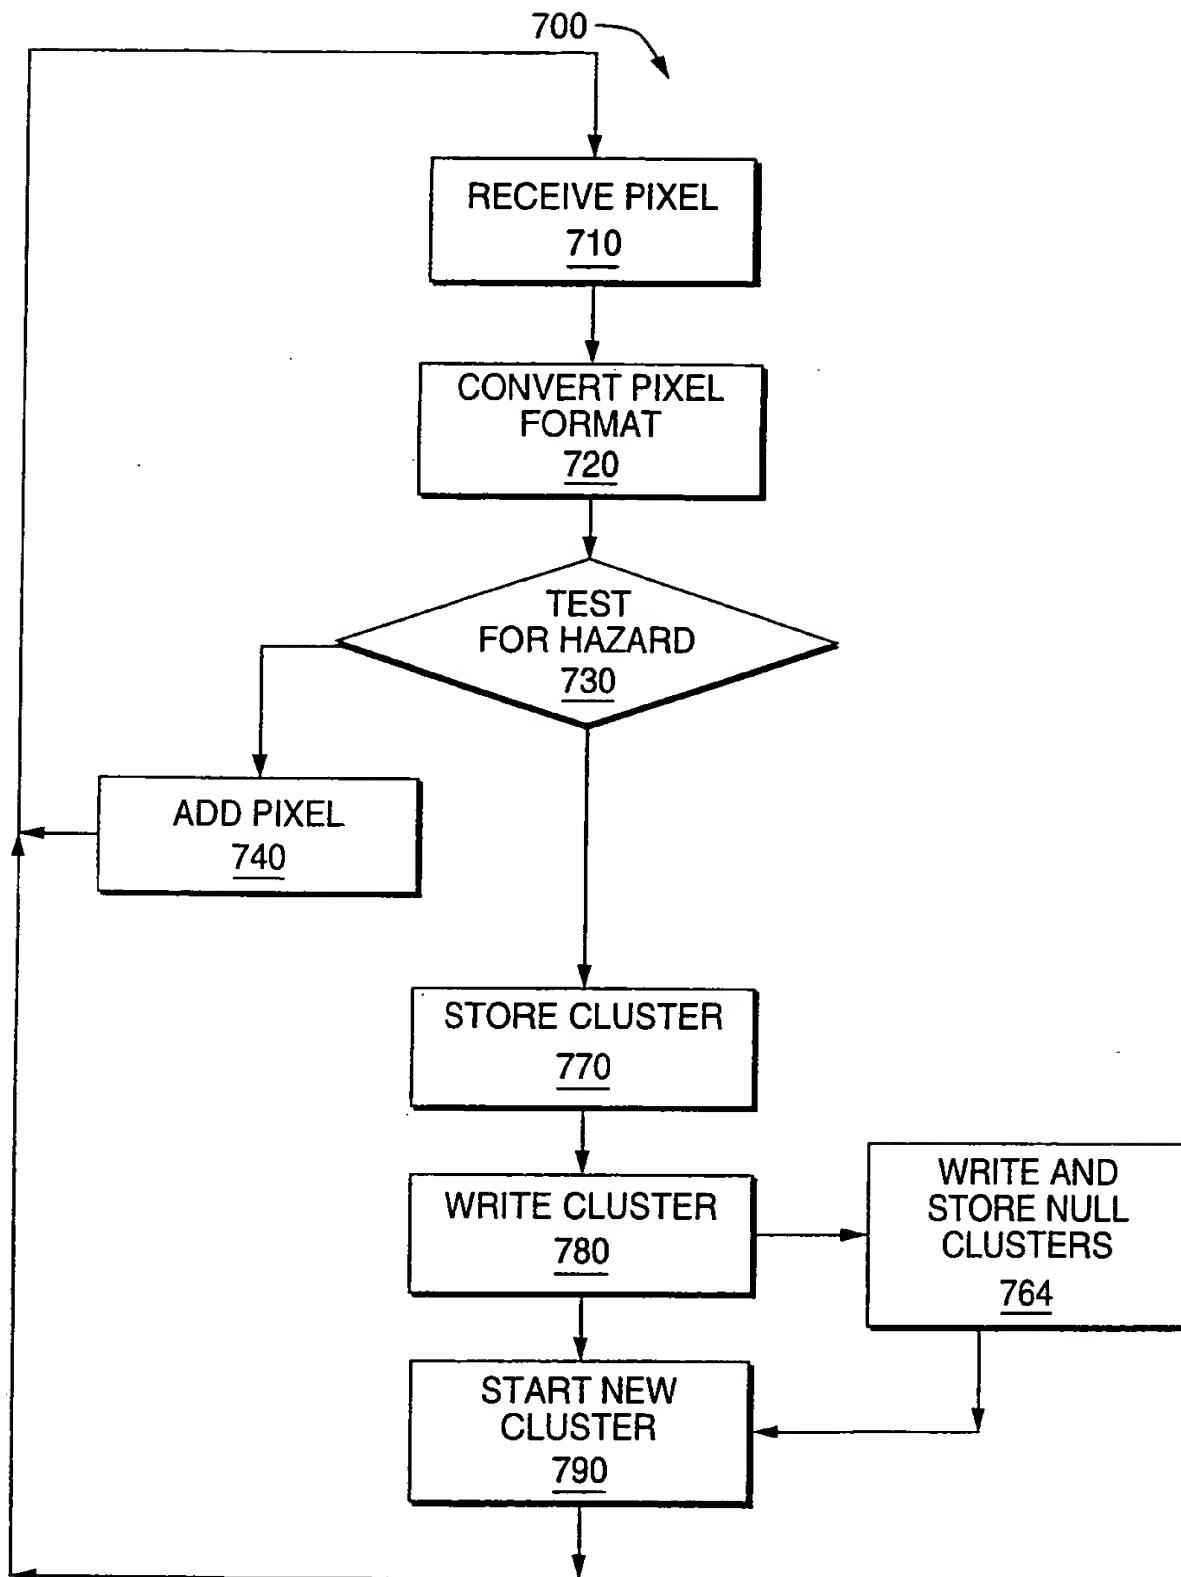 700
RECEIVE PIXEL
710
CONVERT PIXEL
FORMAT
720
TEST
FOR HAZARD
730
ADD PIXEL
740
STORE CLUSTER
770
WRITE CLUSTER
780
WRITE AND
STORE NULL
CLUSTERS
764
START NEW
CLUSTER
790